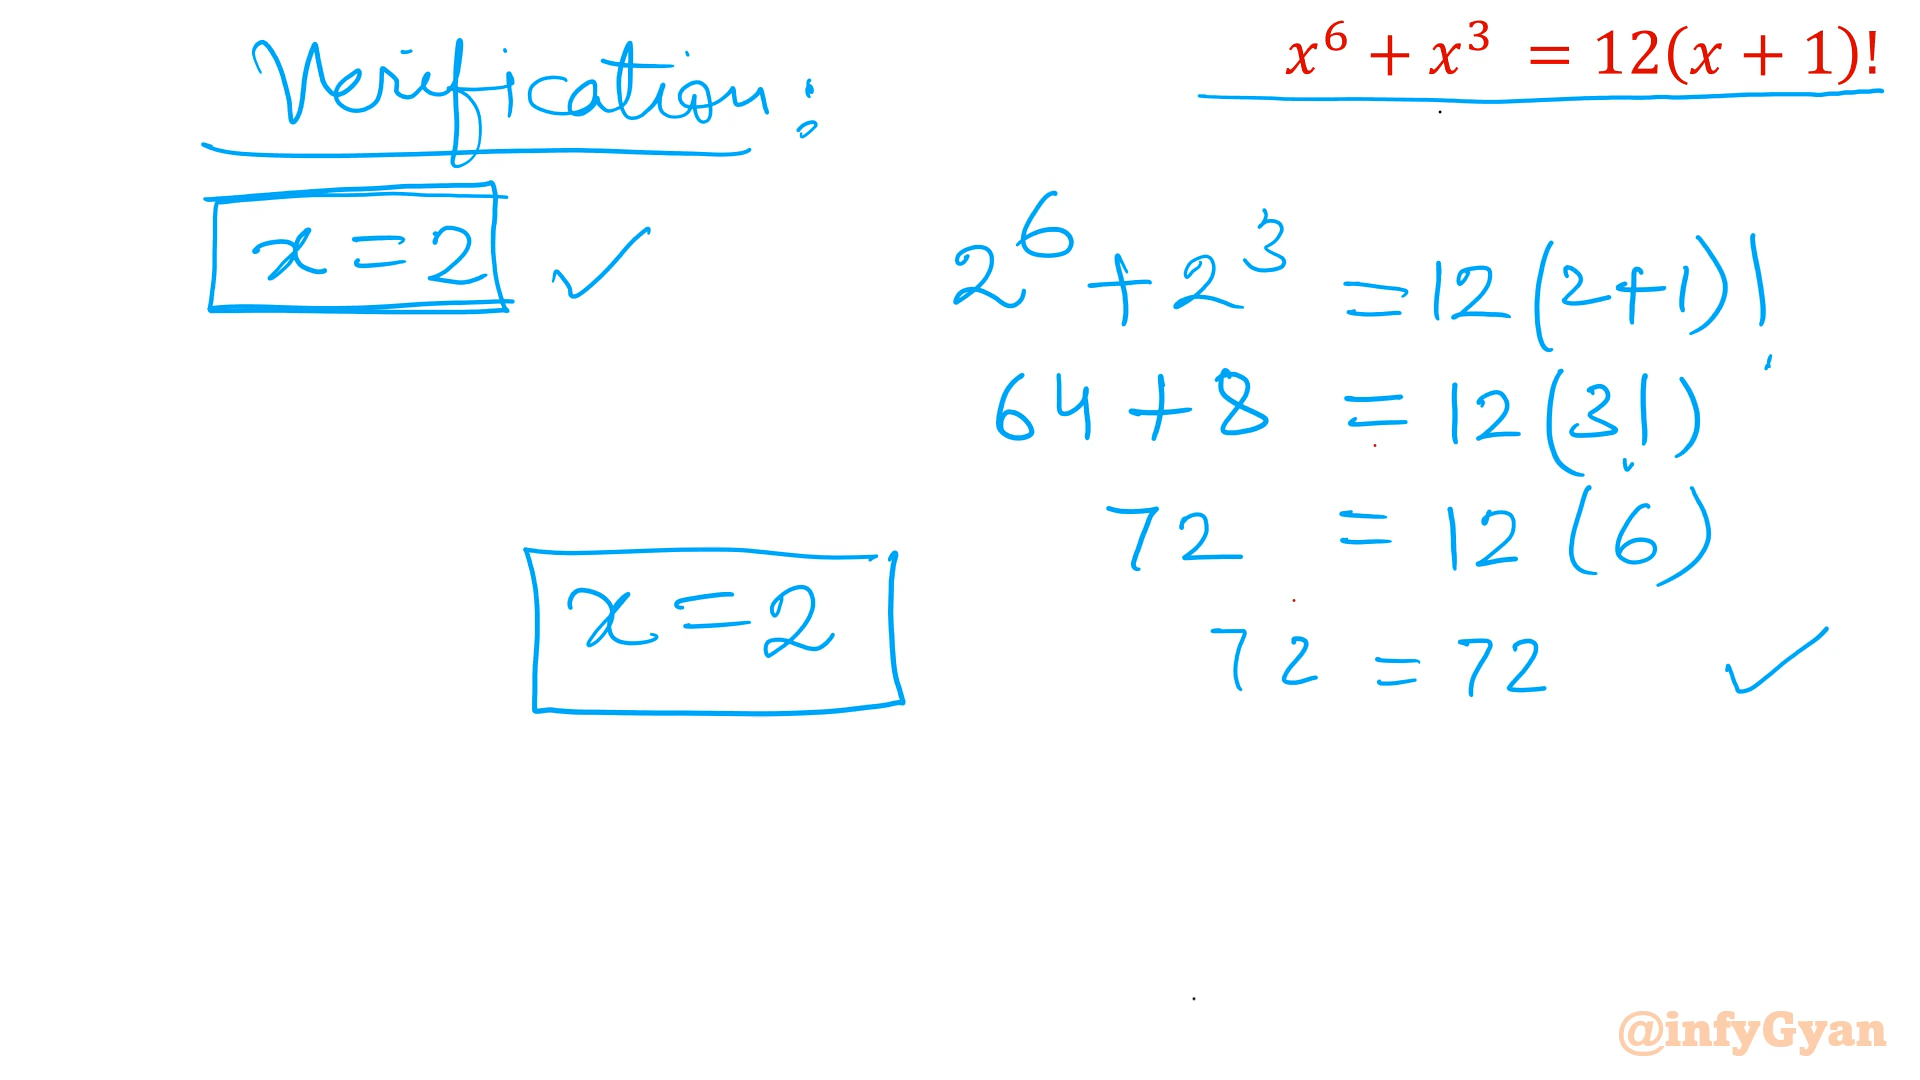 Verification:
x⁶ + x³ = 12(x + 1)!
x = 2 ✓
2⁶ + 2³ = 12(2+1)!
64 + 8 = 12(3!)
72 = 12(6)
x = 2
72 = 72 ✓
@infyGyan